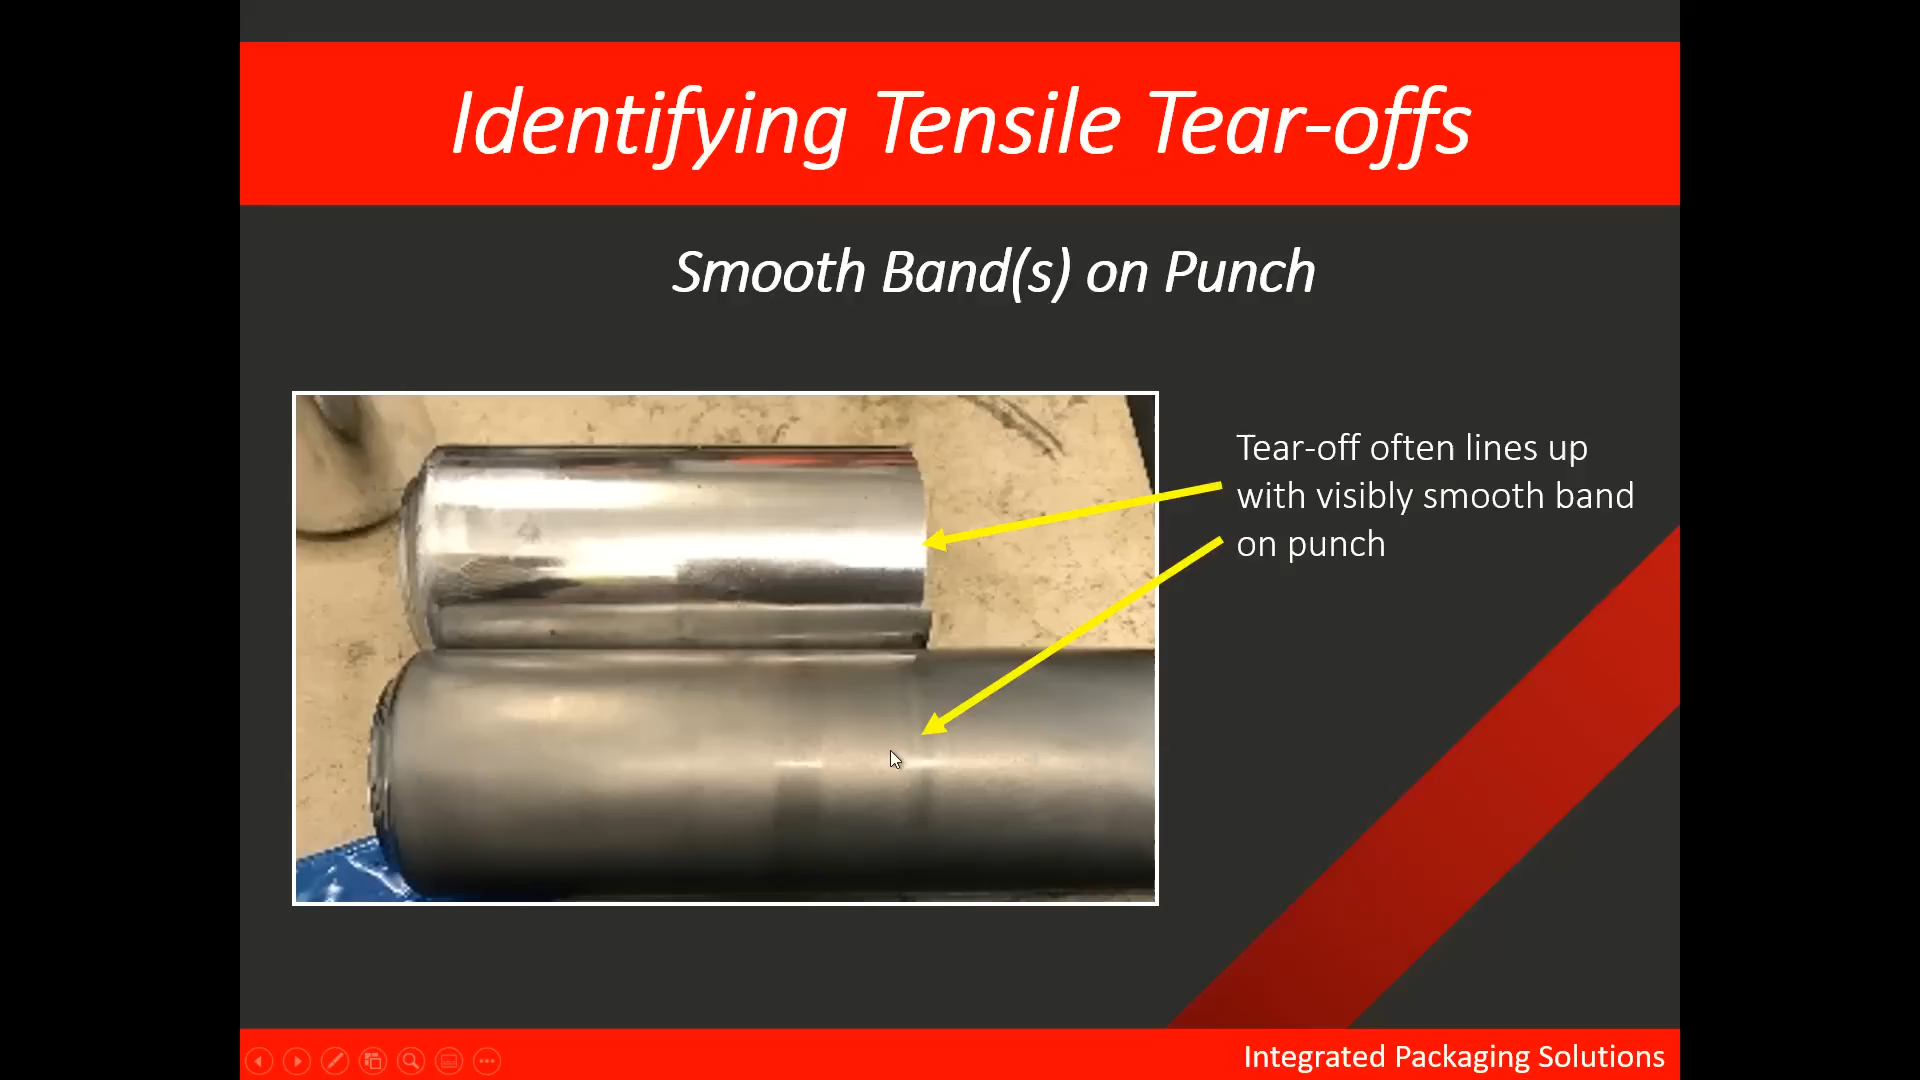 Identifying Tensile Tear-offs
Smooth Band(s) on Punch
Tear-off often lines up
with visibly smooth band
on punch
Integrated Packaging Solutions